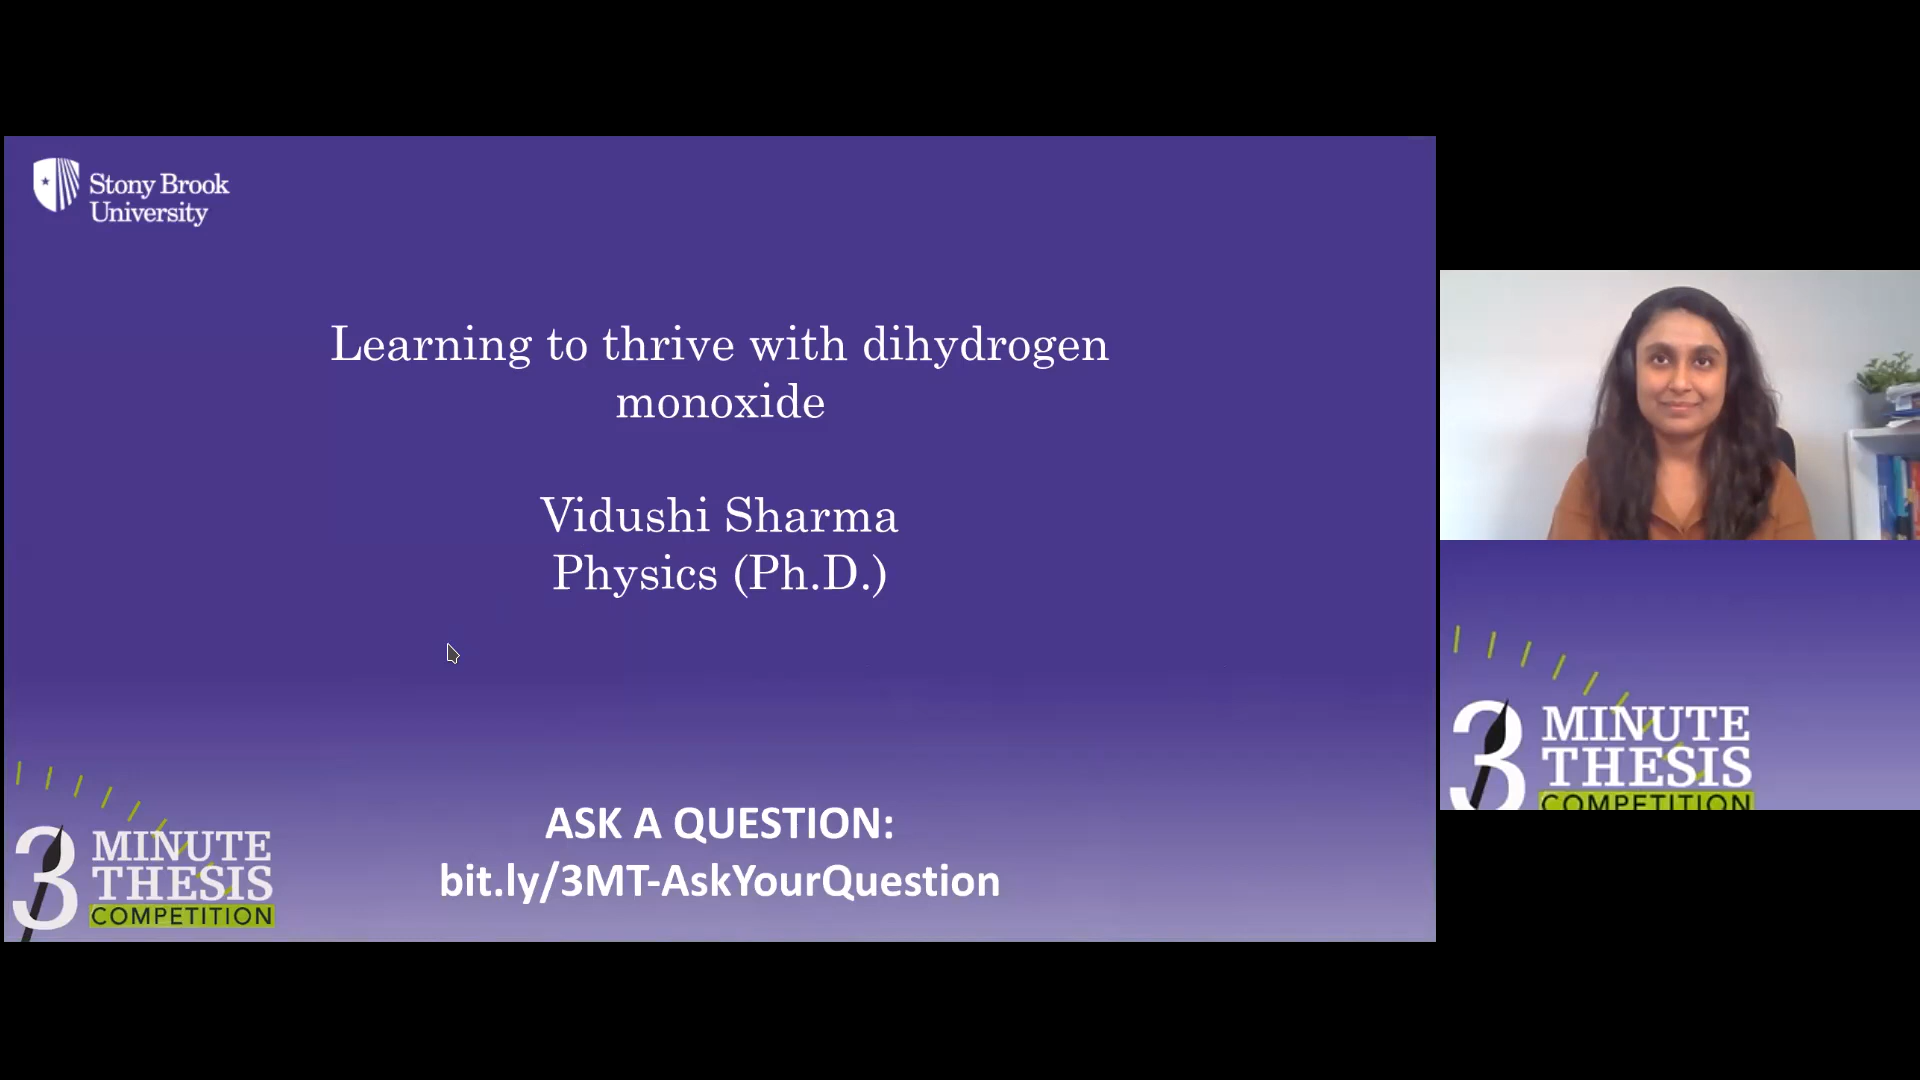 Stony Brook
University
Learning to thrive with dihydrogen
monoxide
Vidushi Sharma
Physics (Ph.D.)
ASK A QUESTION:
bit.ly/3MT-AskYourQuestion
3 MINUTE
THESIS
COMPETITION
3 MINUTE
THESIS
COMPETITION